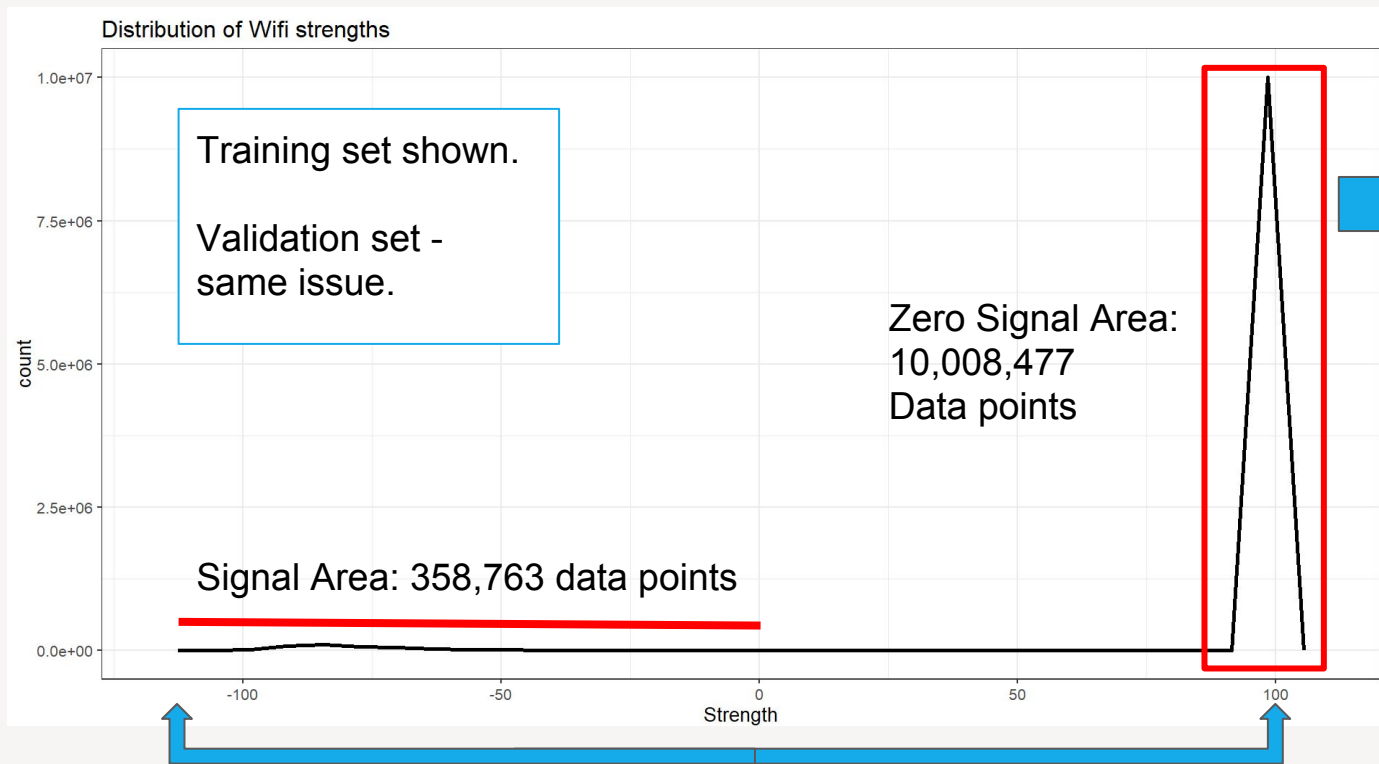 Distribution of Wifi strengths
1.0e+07
7.5e+06
5.0e+06
2.5e+06
0.0e+00
count
Training set shown.
Validation set -
same issue.
Zero Signal Area:
10,008,477
Data points
Signal Area: 358,763 data points
-100
-50
0
50
100
Strength